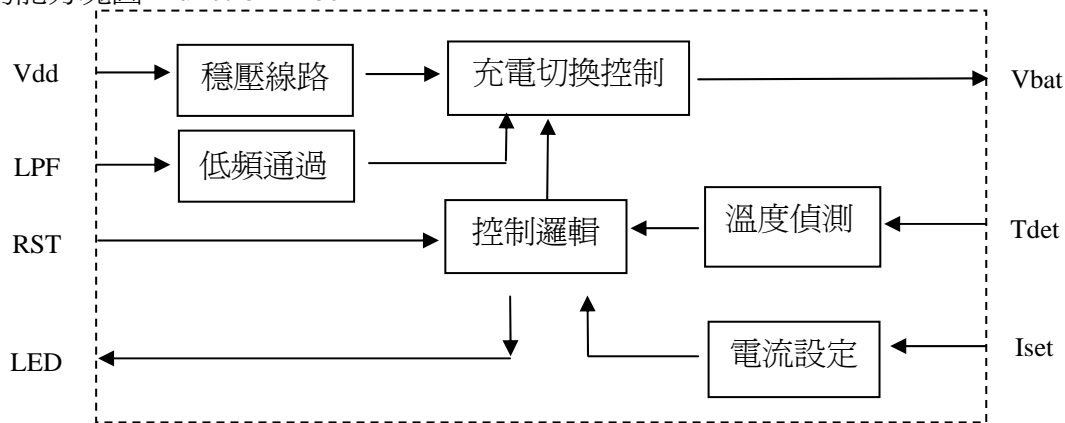 Vdd
穩壓線路
充電切換控制
Vbat
LPF
低頻通過
RST
控制邏輯
溫度偵測
Tdet
LED
電流設定
Iset